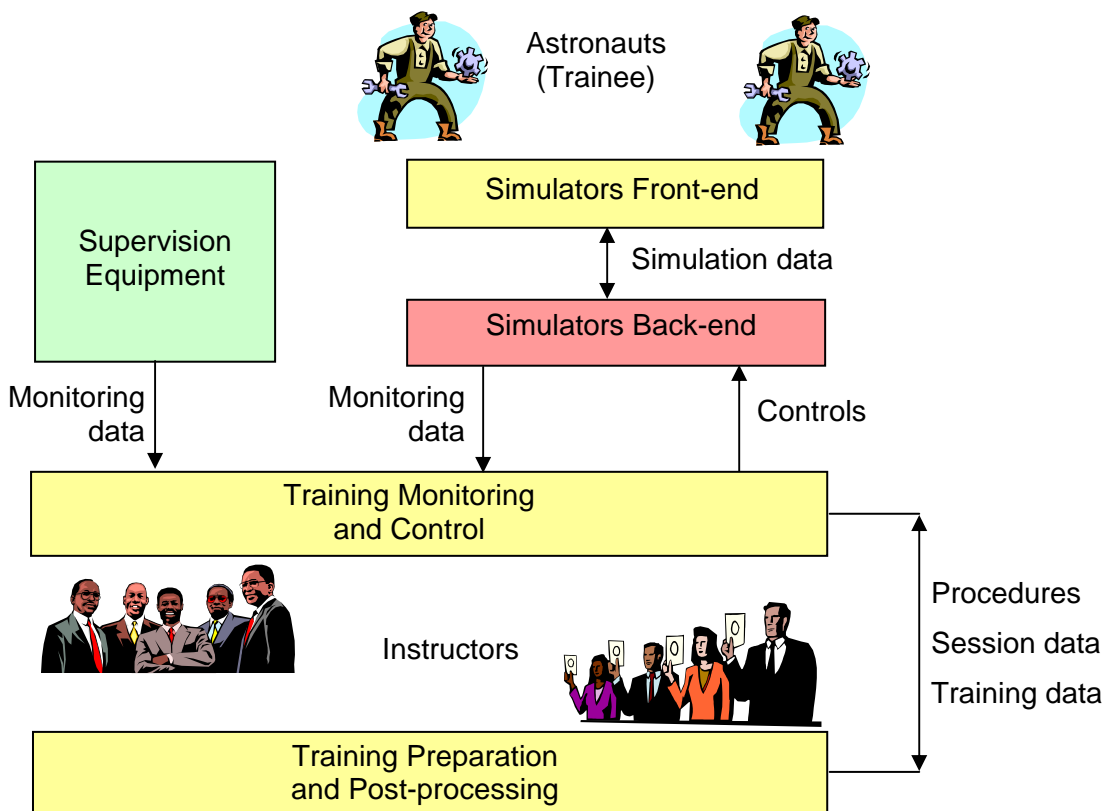 Astronauts
(Trainee)
Simulators Front-end
Supervision
Equipment
Simulation data
Simulators Back-end
Monitoring
data
Monitoring
data
Controls
Training Monitoring
and Control
Procedures
Session data
Training data
Instructors
Training Preparation
and Post-processing